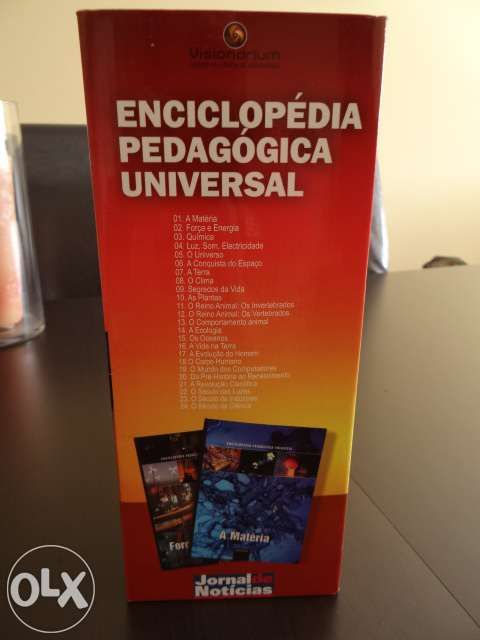 Visionarium
ENCICLOPÉDIA
PEDAGÓGICA
UNIVERSAL
01. A Matéria
02. Força e Energia
03. Química
04. Luz, Som, Electricidade
05. O Universo
06. A Conquista do Espaço
07. A Terra
08. O Clima
09. Segredos da Vida
10. As Plantas
11. O Reino Animal: Os Invertebrados
12. O Reino Animal: Os Vertebrados
13. O Comportamento animal
14. A Ecologia
15. Os Oceanos
16. A Vida na Terra
17. A Evolução do Homem
18. O Corpo Humano
19. O Mundo dos Computadores
20. Da Pré-História ao Renascimento
21. A Revolução Científica
22. O Século das Luzes
23. O Século da Indústria
24. O Século da Ciência
ENCICLOPÉDIA PEDAGÓGICA UNIVERSAL
Forç
A Matéria
Jornal de
Notícias
OLX